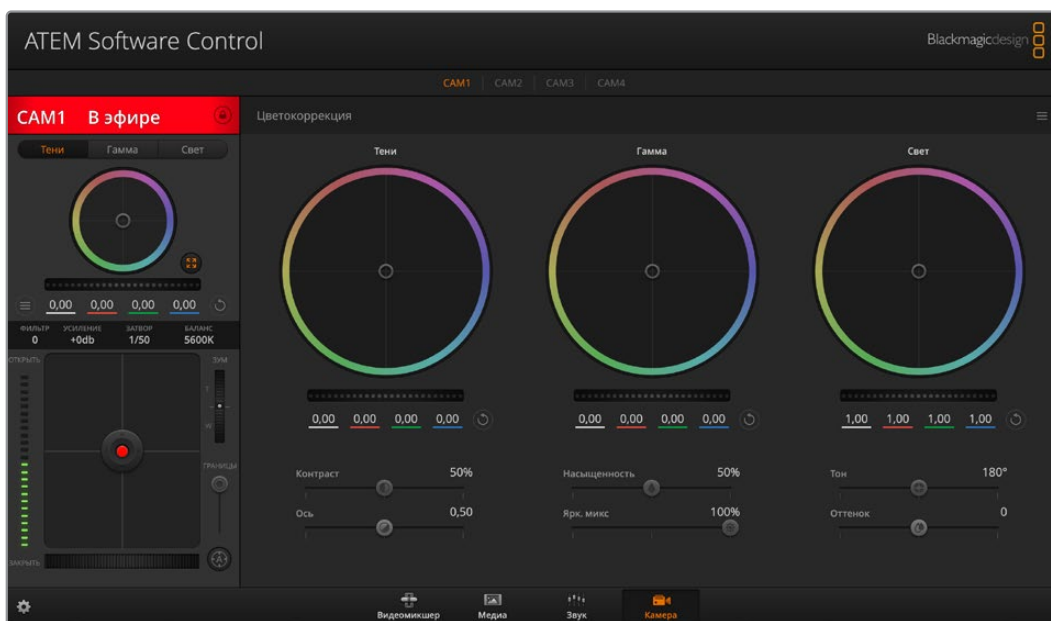 ATEM Software Control
Blackmagicdesign
CAM1 CAM2 CAM3 CAM4
CAM1 В эфире
Цветокоррекция
Тени Гамма Свет
Тени Гамма Свет
0,00 0,00 0,00 0,00
ФИЛЬТР УСИЛЕНИЕ ЗАТВОР БАЛАНС
0 +0db 1/50 5600K
ОТКРЫТЬ ЗУМ
T
W
ГРАНИЦЫ
A
ЗАКРЫТЬ
0,00 0,00 0,00 0,00
0,00 0,00 0,00 0,00
1,00 1,00 1,00 1,00
Контраст 50%
Насыщенность 50%
Тон 180°
Ось 0,50
Ярк. микс 100%
Оттенок 0
Видеомикшер Медиа Звук Камера